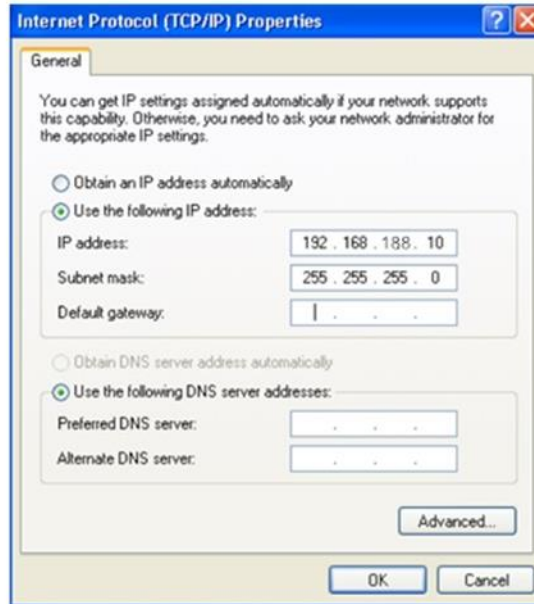 Internet Protocol (TCP/IP) Properties
General
You can get IP settings assigned automatically if your network supports
this capability. Otherwise, you need to ask your network administrator for
the appropriate IP settings.
Obtain an IP address automatically
Use the following IP address:
IP address: 192 . 168 . 188 . 10
Subnet mask: 255 . 255 . 255 . 0
Default gateway: . . .
Obtain DNS server address automatically
Use the following DNS server addresses:
Preferred DNS server: . . .
Alternate DNS server: . . .
Advanced...
OK Cancel